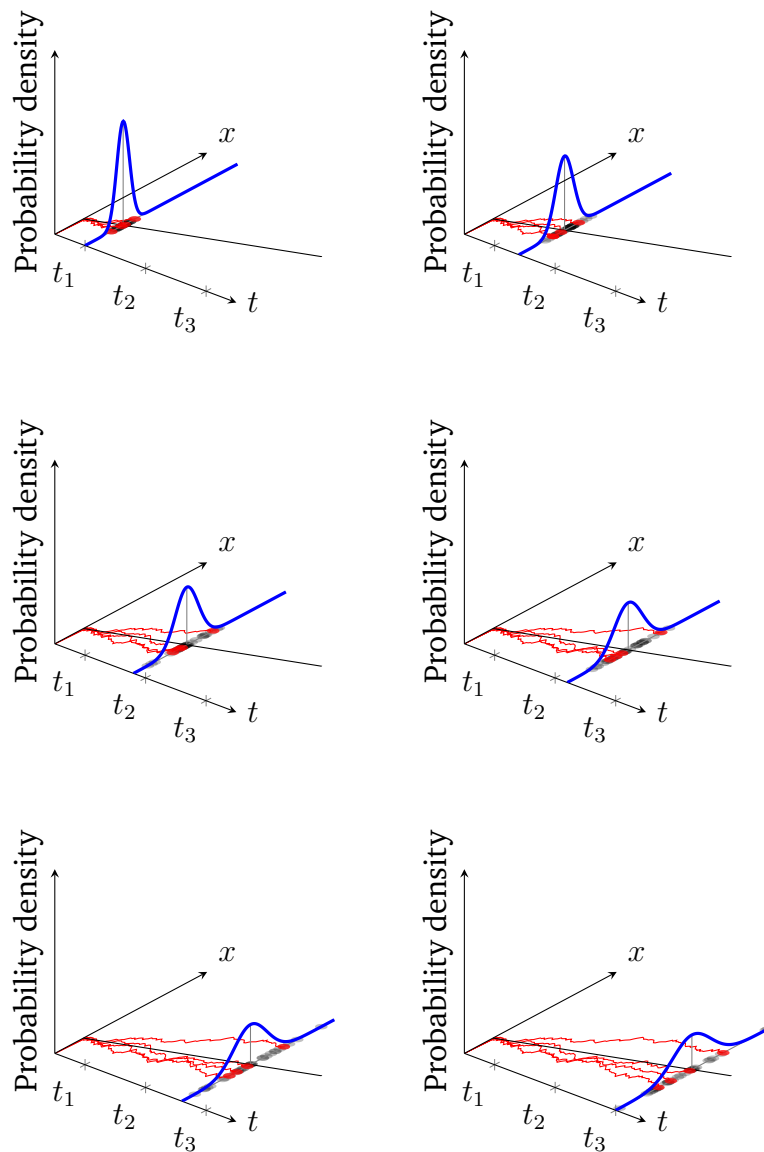 Probability density
x
t₁
t₂
t₃
t
Probability density
x
t₁
t₂
t₃
t
Probability density
x
t₁
t₂
t₃
t
Probability density
x
t₁
t₂
t₃
t
Probability density
x
t₁
t₂
t₃
t
Probability density
x
t₁
t₂
t₃
t